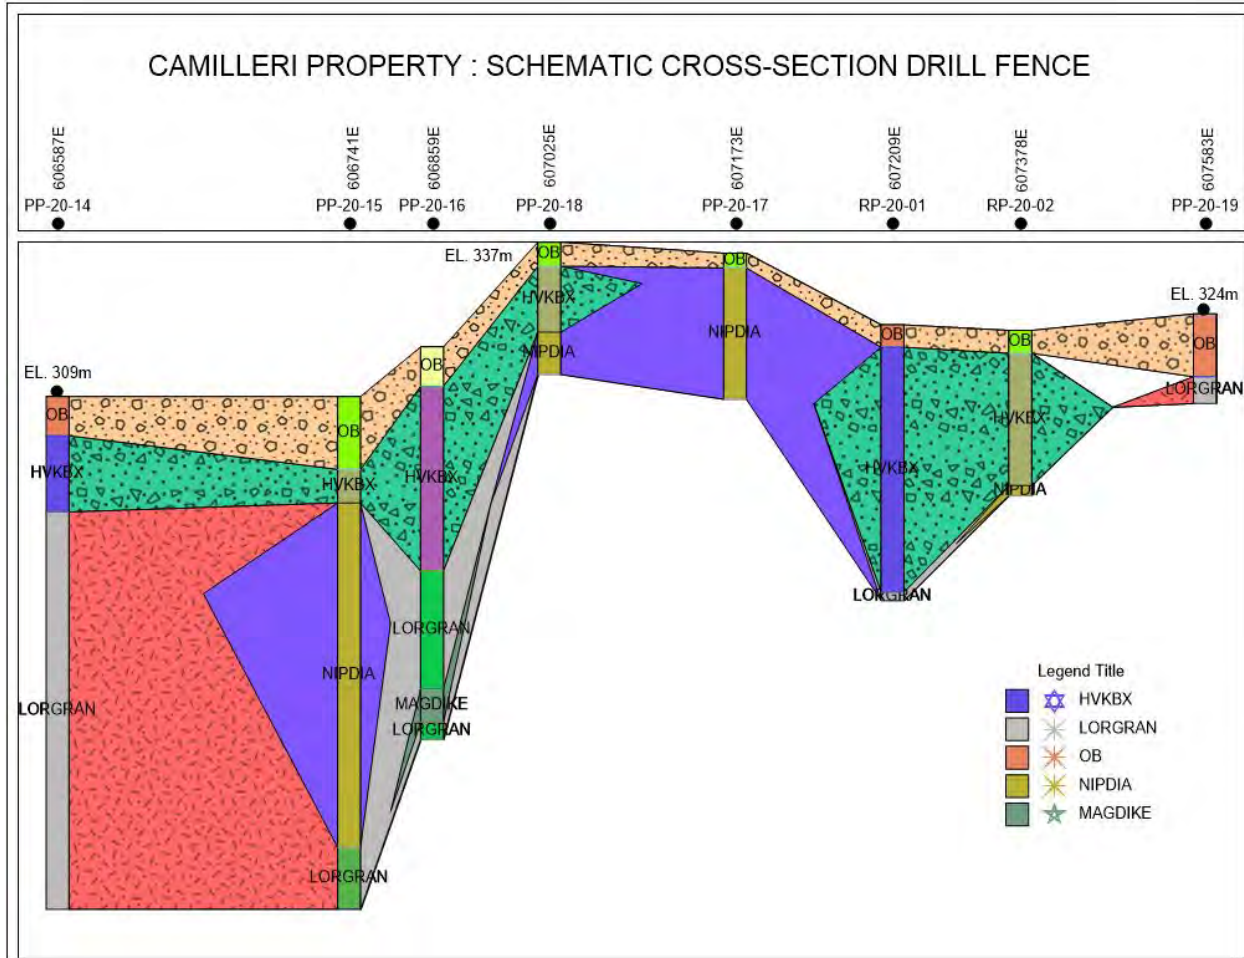 CAMILLERI PROPERTY : SCHEMATIC CROSS-SECTION DRILL FENCE
606587E 606741E 606859E 607025E 607173E 607209E 607378E 607583E
PP-20-14 PP-20-15 PP-20-16 PP-20-18 PP-20-17 RP-20-01 RP-20-02 PP-20-19
EL. 337m
OB
OB
EL. 324m
HVKBX
NIPDIA
OB
OB
OB
NIPDIA
EL. 309m
OB
LORGRAN
OB
OB
HVKBX
HVKBX
HVKBX
HVKBX
HVKBX
HVKBX
NIPDIA
LORGRAN
LORGRAN
NIPDIA
LORGRAN
MAGDIKE
LORGRAN
LORGRAN
Legend Title
HVKBX
LORGRAN
OB
NIPDIA
MAGDIKE